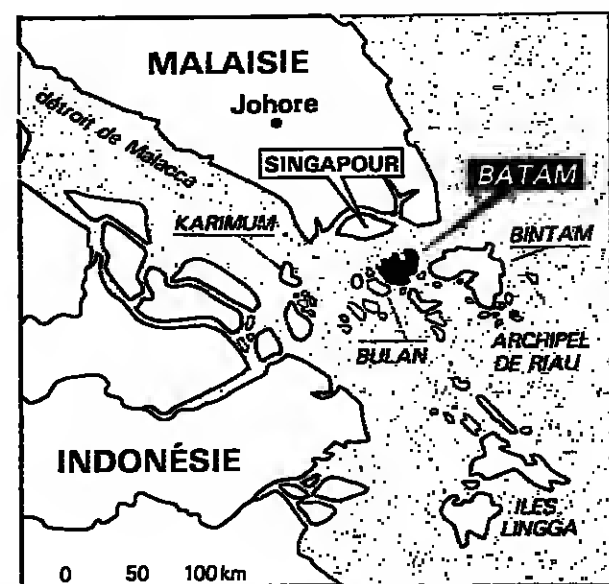 MALAISIE
Johore
détroit de Malacca
SINGAPOUR
BATAM
KARIMUM
BINTAM
BULAN
ARCHIPEL
DE RIAU
INDONÉSIE
ILES
LINGGA
0 50 100 km